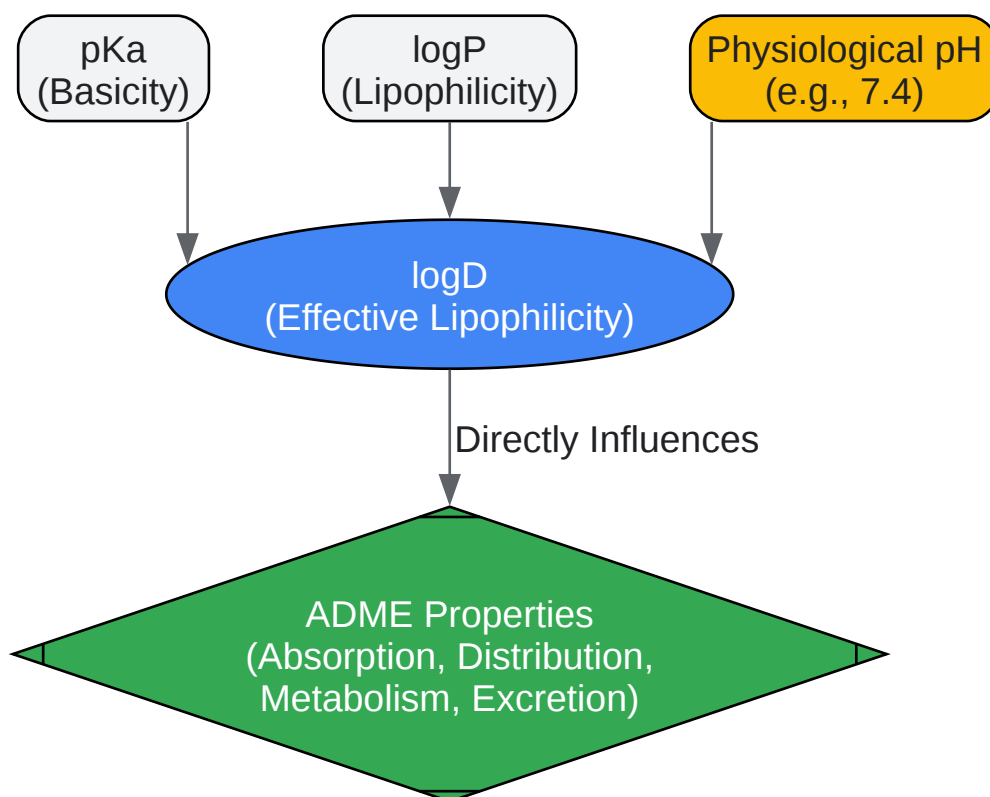 pKa
(Basicity)
logP
(Lipophilicity)
Physiological pH
(e.g., 7.4)
logD
(Effective Lipophilicity)
Directly Influences
ADME Properties
(Absorption, Distribution,
Metabolism, Excretion)